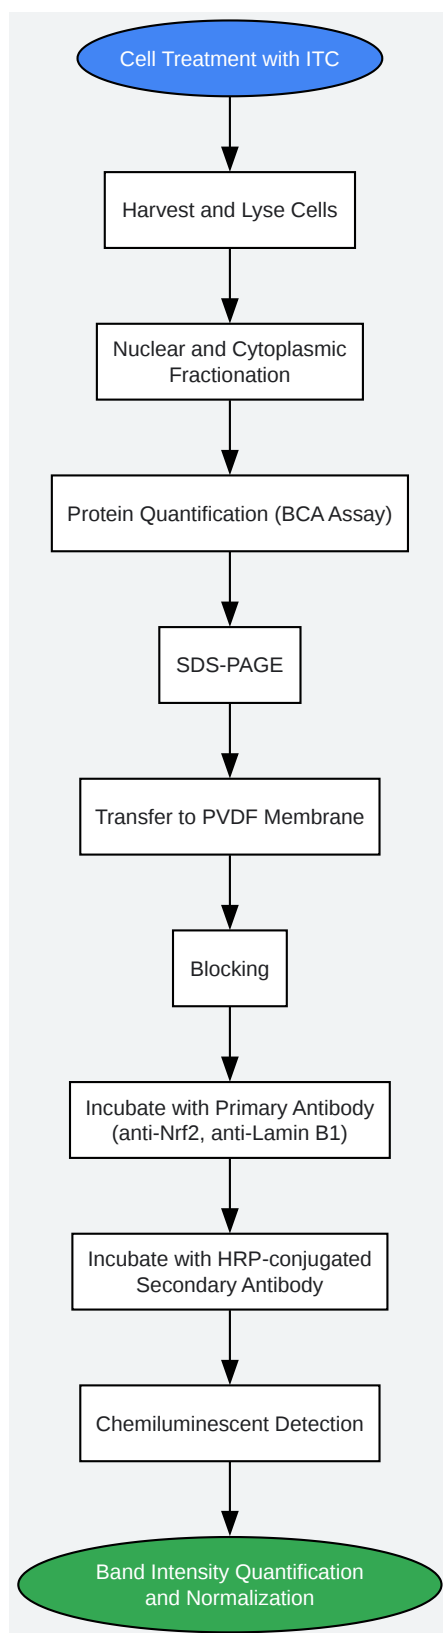 Cell Treatment with ITC
Harvest and Lyse Cells
Nuclear and Cytoplasmic
Fractionation
Protein Quantification (BCA Assay)
SDS-PAGE
Transfer to PVDF Membrane
Blocking
Incubate with Primary Antibody
(anti-Nrf2, anti-Lamin B1)
Incubate with HRP-conjugated
Secondary Antibody
Chemiluminescent Detection
Band Intensity Quantification
and Normalization